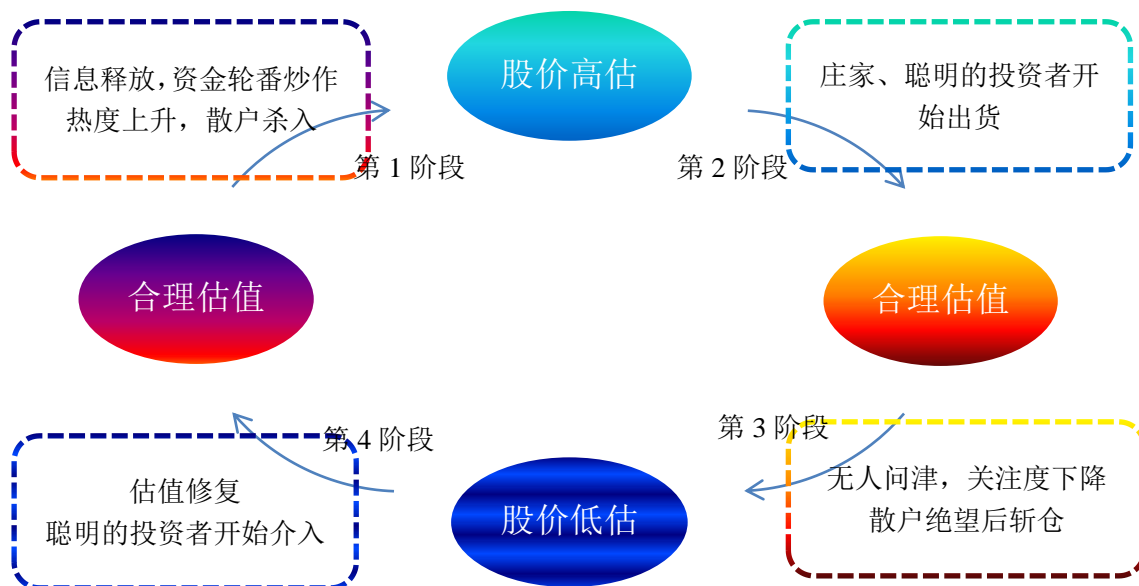 信息释放，资金轮番炒作
热度上升，散户杀入
股价高估
庄家、聪明的投资者开
始出货
第 1 阶段
第 2 阶段
合理估值
合理估值
第 4 阶段
第 3 阶段
估值修复
聪明的投资者开始介入
股价低估
无人问津，关注度下降
散户绝望后斩仓